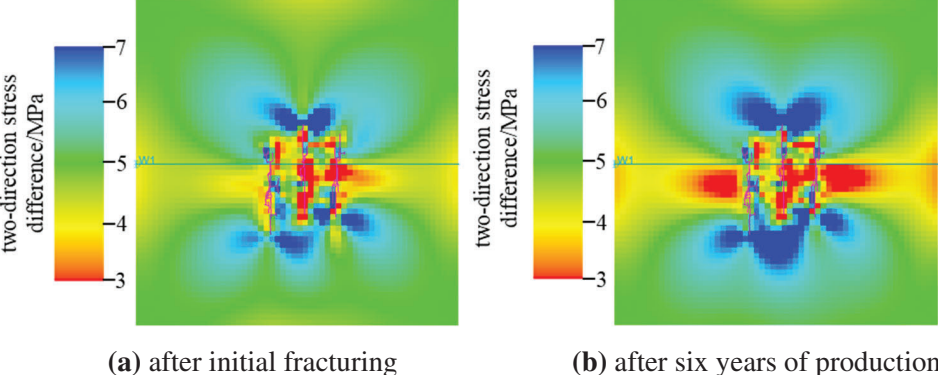 two-direction stress
difference/MPa
7
6
5
4
3
W1
(a) after initial fracturing
two-direction stress
difference/MPa
7
6
5
4
3
W1
(b) after six years of production